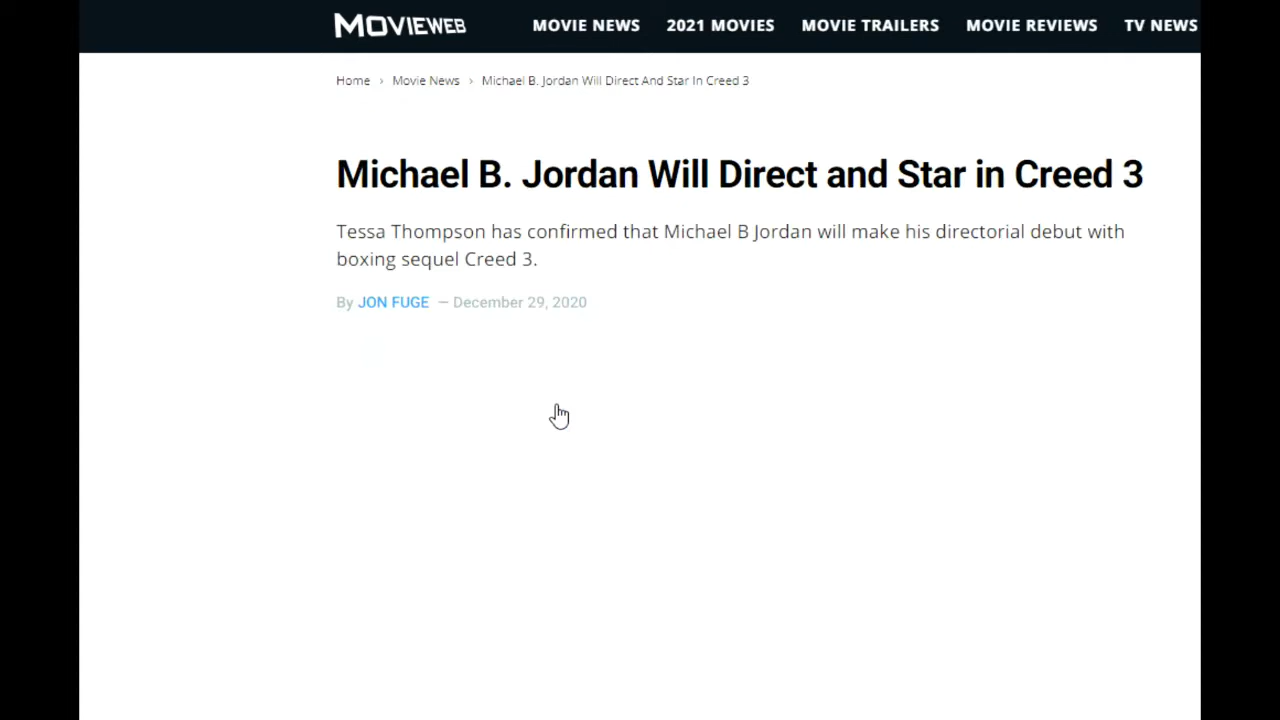 MOVIEWEB MOVIE NEWS 2021 MOVIES MOVIE TRAILERS MOVIE REVIEWS TV NEWS
Home › Movie News › Michael B. Jordan Will Direct And Star In Creed 3
Michael B. Jordan Will Direct and Star in Creed 3
Tessa Thompson has confirmed that Michael B Jordan will make his directorial debut with
boxing sequel Creed 3.
By JON FUGE — December 29, 2020